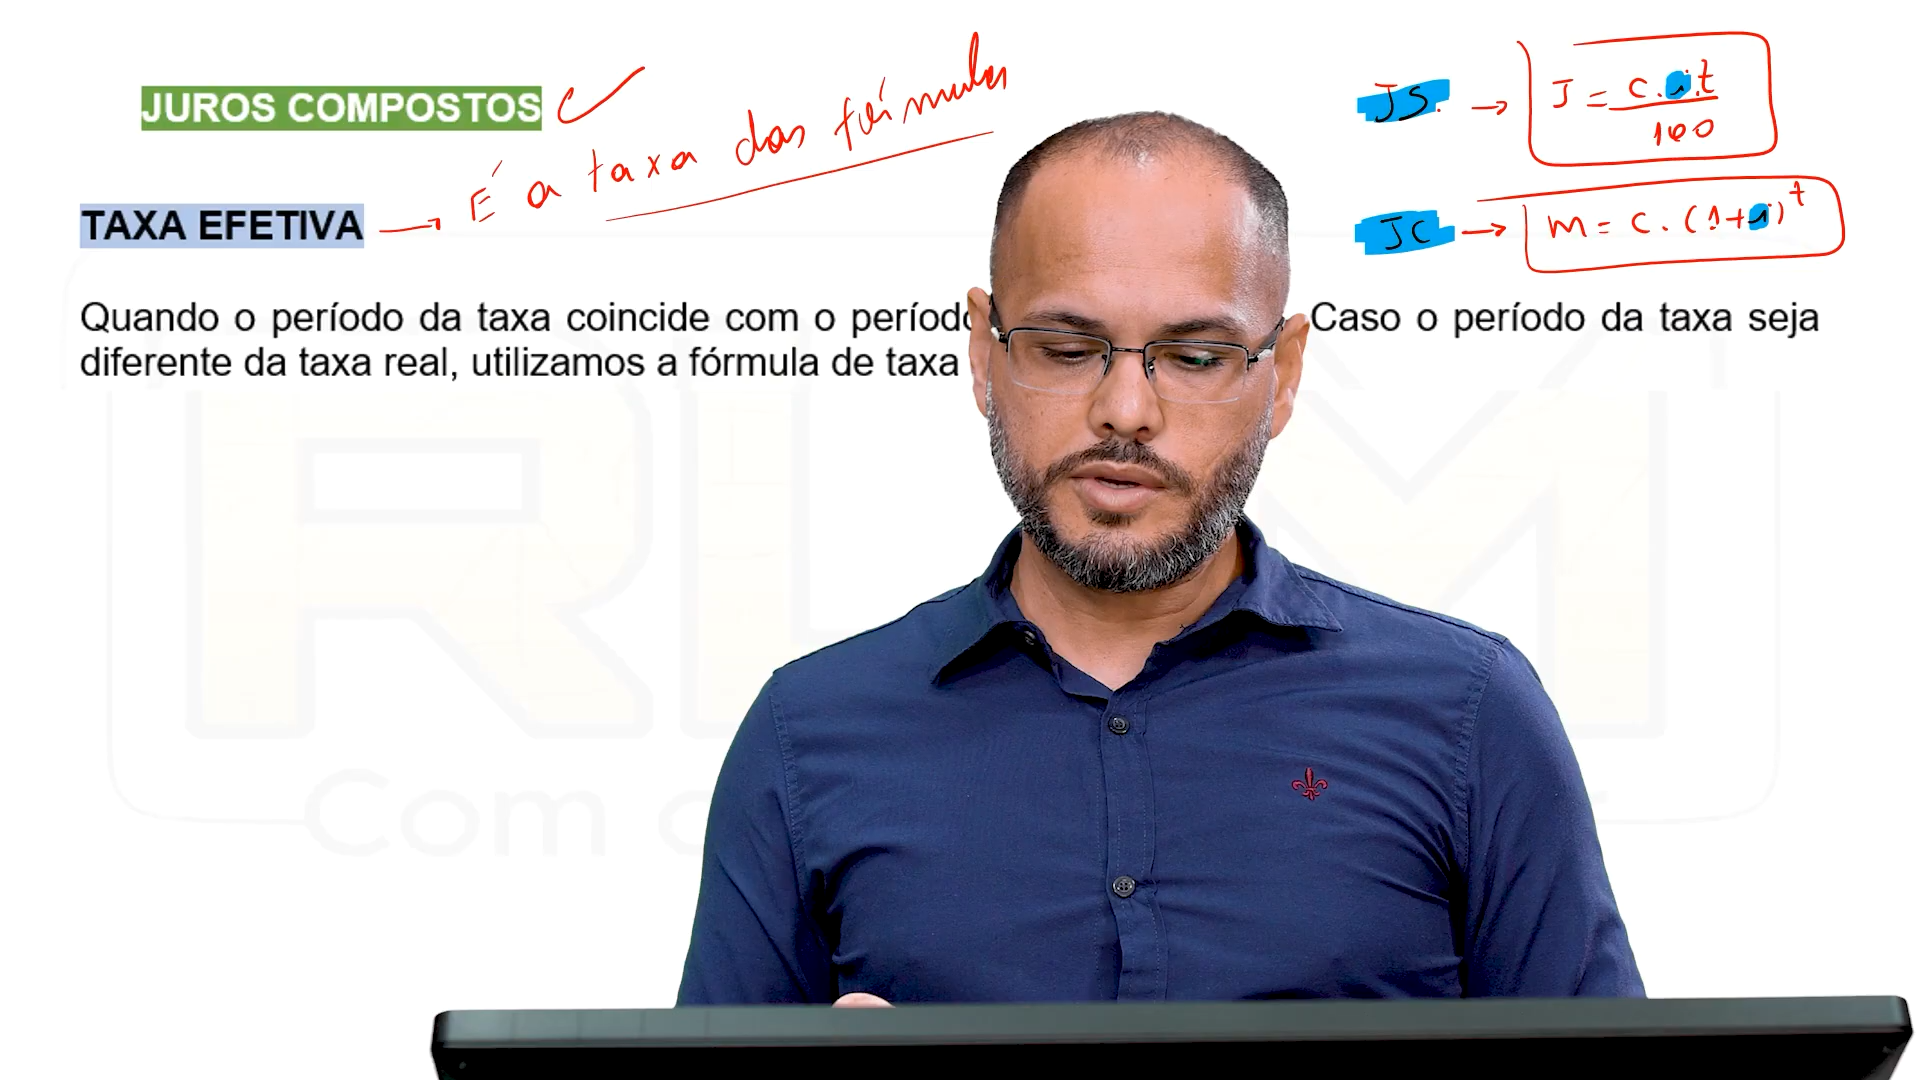 JUROS COMPOSTOS
É a taxa das fórmulas
TAXA EFETIVA
JS. → J = C.i.t
100
JC → M = C.(1+i)^t
Quando o período da taxa coincide com o Caso o período da taxa seja
diferente da taxa real, utilizamos a fórmula de taxa
Com